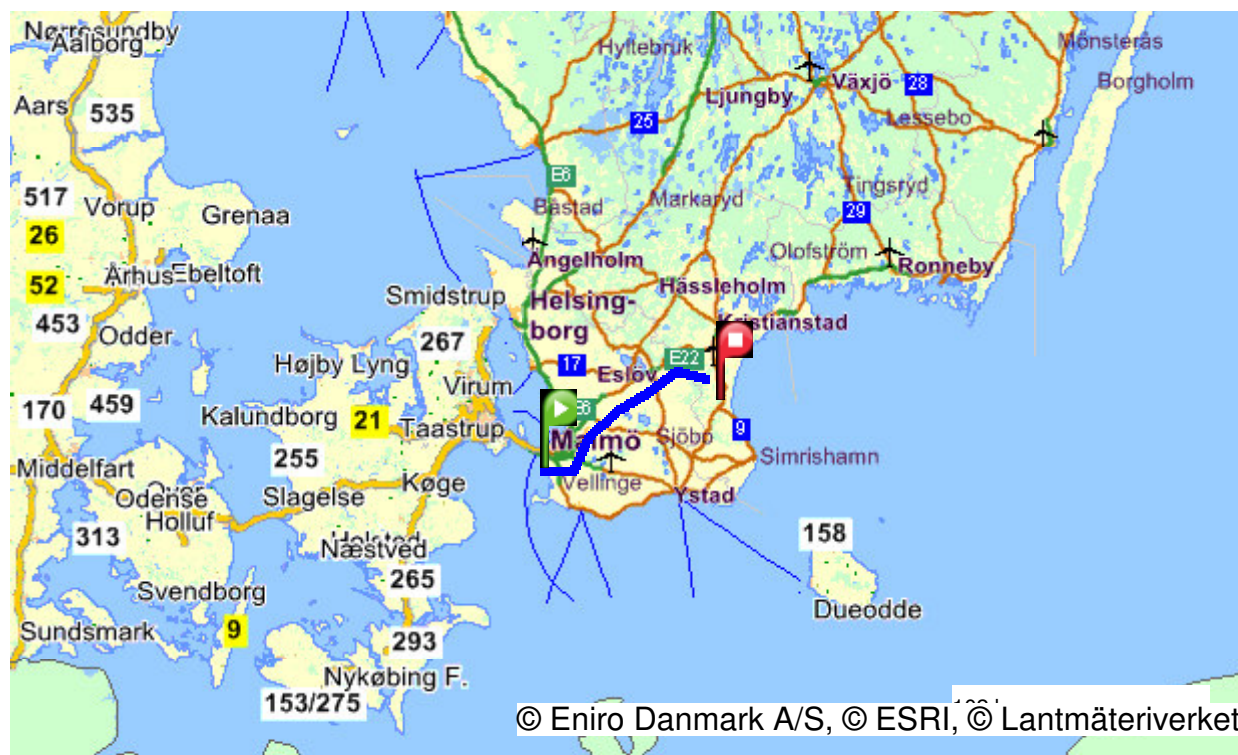 Nørresundby
Aalborg
Hyltebruk
Mönsterås
Växjö
28
Borgholm
Aars
535
Ljungby
Lessebo
25
E6
517
Vorup
Grenaa
Båstad
Markaryd
Tingsryd
29
26
Olofström
Ronneby
Århus
Ebeltoft
Ängelholm
52
Smidstrup
Hässleholm
Helsing-
borg
453
Odder
267
Kristianstad
Højby Lyng
17
E22
Eslöv
Virum
170
459
Kalundborg
21
Taastrup
E6
Malmö
Sjöbo
9
Simrishamn
255
Middelfart
Køge
Vellinge
Ystad
Odense
Slagelse
Holluf
313
Næstved
158
265
Svendborg
Dueodde
Sundsmark
9
293
Nykøbing F.
153/275
© Eniro Danmark A/S, © ESRI, © Lantmäteriverket